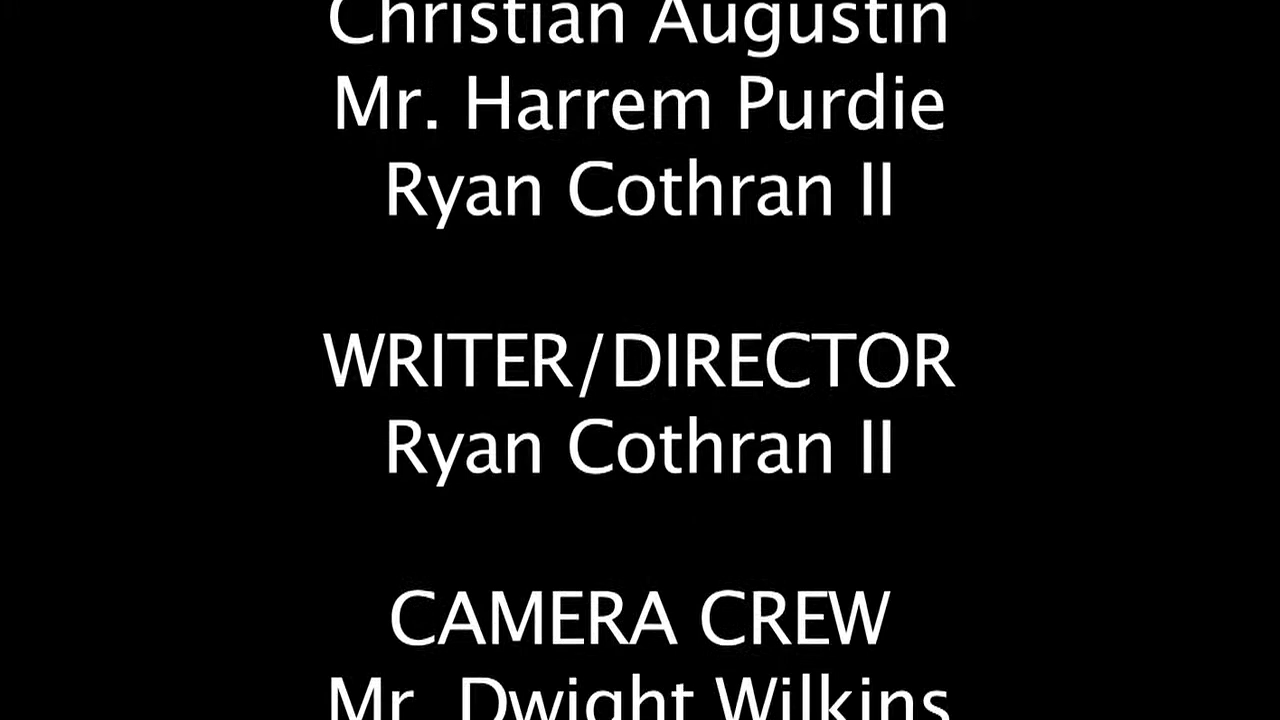 Christian Augustin
Mr. Harrem Purdie
Ryan Cothran II
WRITER/DIRECTOR
Ryan Cothran II
CAMERA CREW
Mr. Dwight Wilkins